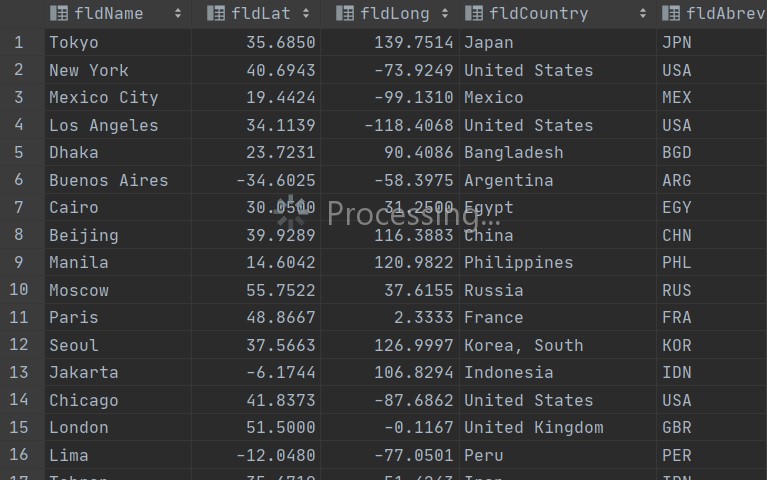 fldName fldLat fldLong fldCountry fldAbrev
1 Tokyo 35.6850 139.7514 Japan JPN
2 New York 40.6943 -73.9249 United States USA
3 Mexico City 19.4424 -99.1310 Mexico MEX
4 Los Angeles 34.1139 -118.4068 United States USA
5 Dhaka 23.7231 90.4086 Bangladesh BGD
6 Buenos Aires -34.6025 -58.3975 Argentina ARG
7 Cairo 30.0500 31.2500 Egypt EGY
Processing...
8 Beijing 39.9289 116.3883 China CHN
9 Manila 14.6042 120.9822 Philippines PHL
10 Moscow 55.7522 37.6155 Russia RUS
11 Paris 48.8667 2.3333 France FRA
12 Seoul 37.5663 126.9997 Korea, South KOR
13 Jakarta -6.1744 106.8294 Indonesia IDN
14 Chicago 41.8373 -87.6862 United States USA
15 London 51.5000 -0.1167 United Kingdom GBR
16 Lima -12.0480 -77.0501 Peru PER